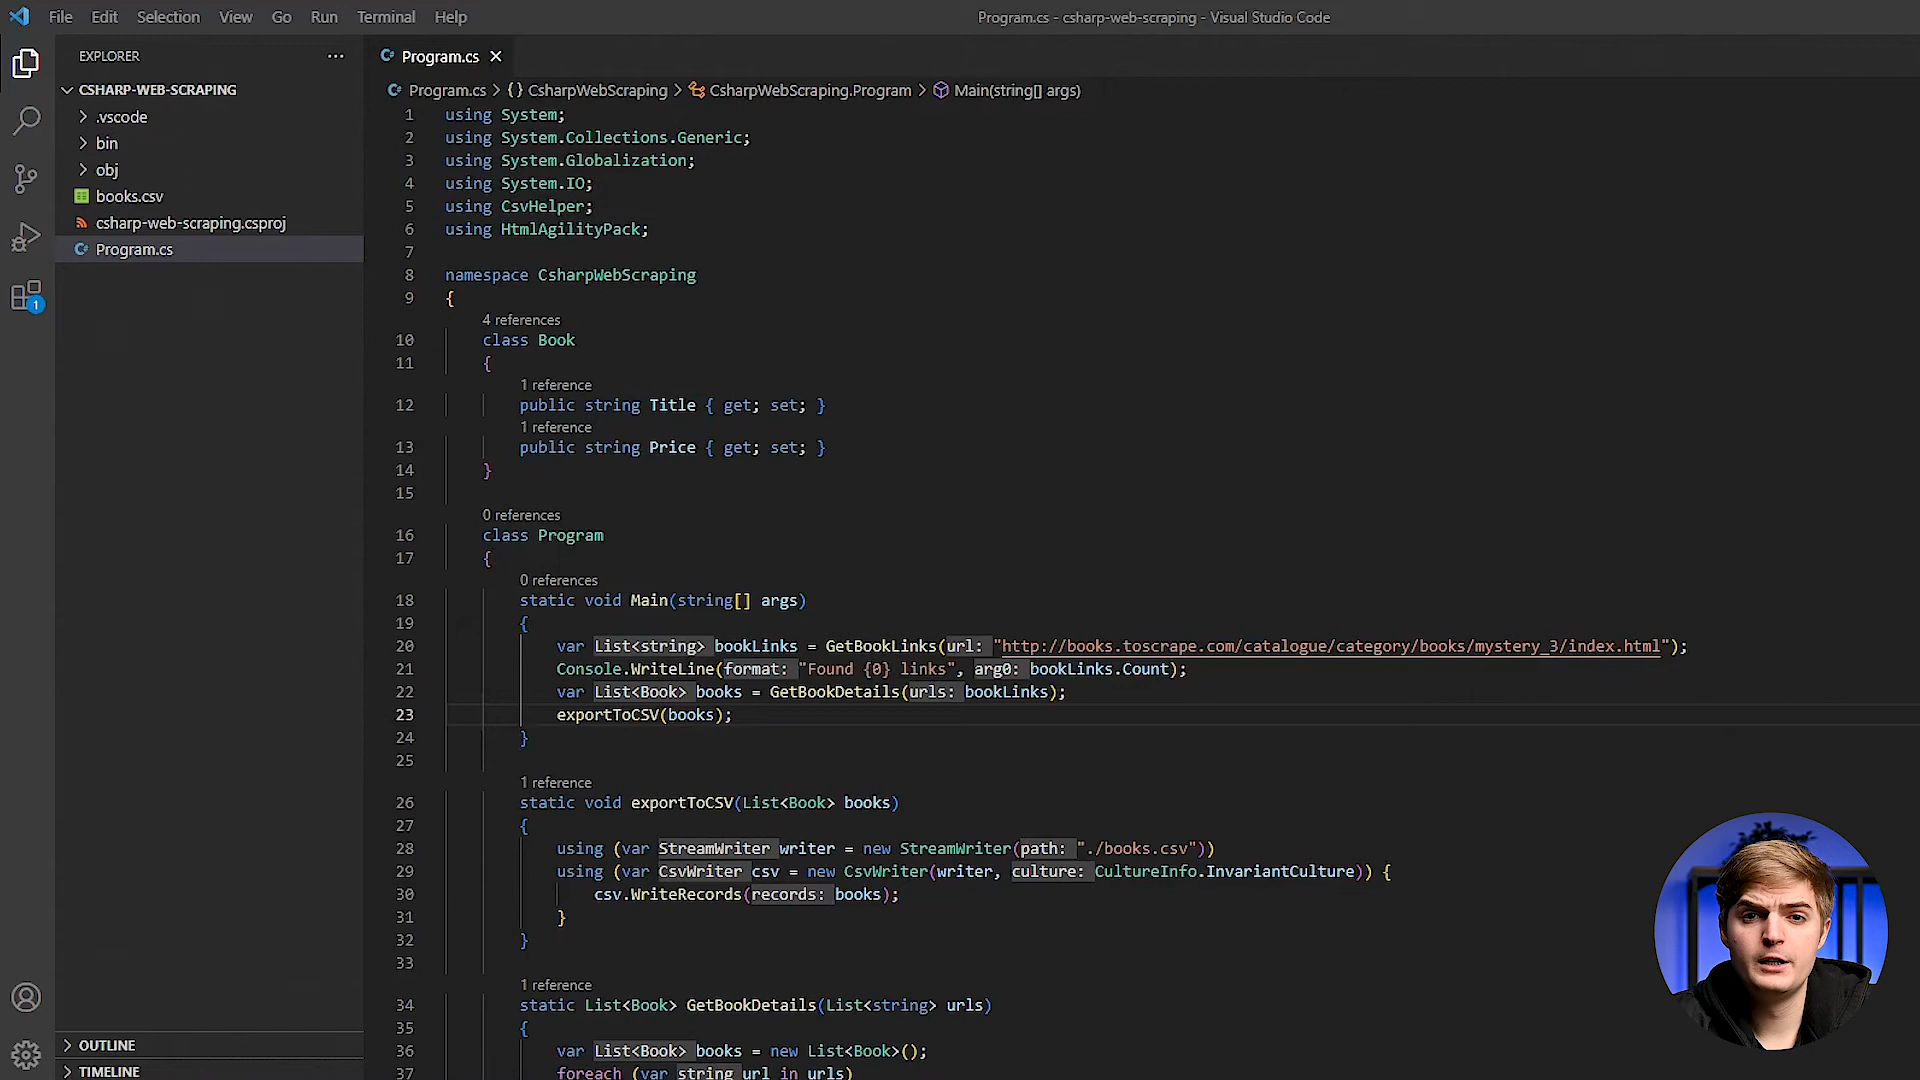 File Edit Selection View Go Run Terminal Help
Program.cs - csharp-web-scraping - Visual Studio Code
EXPLORER
CSHARP-WEB-SCRAPING
.vscode
bin
obj
books.csv
csharp-web-scraping.csproj
Program.cs
OUTLINE
TIMELINE
1
Program.cs
Program.cs > {} CsharpWebScraping > CsharpWebScraping.Program > Main(string[] args)
1 using System;
2 using System.Collections.Generic;
3 using System.Globalization;
4 using System.IO;
5 using CsvHelper;
6 using HtmlAgilityPack;
7
8 namespace CsharpWebScraping
9 {
4 references
10 class Book
11 {
1 reference
12 public string Title { get; set; }
1 reference
13 public string Price { get; set; }
14 }
15
0 references
16 class Program
17 {
0 references
18 static void Main(string[] args)
19 {
20 var List<string> bookLinks = GetBookLinks(url: "http://books.toscrape.com/catalogue/category/books/mystery_3/index.html");
21 Console.WriteLine(format: "Found {0} links", arg0: bookLinks.Count);
22 var List<Book> books = GetBookDetails(urls: bookLinks);
23 exportToCSV(books);
24 }
25
1 reference
26 static void exportToCSV(List<Book> books)
27 {
28 using (var StreamWriter writer = new StreamWriter(path: "./books.csv"))
29 using (var CsvWriter csv = new CsvWriter(writer, culture: CultureInfo.InvariantCulture)) {
30 csv.WriteRecords(records: books);
31 }
32 }
33
1 reference
34 static List<Book> GetBookDetails(List<string> urls)
35 {
36 var List<Book> books = new List<Book>();
37 foreach (var string url in urls)